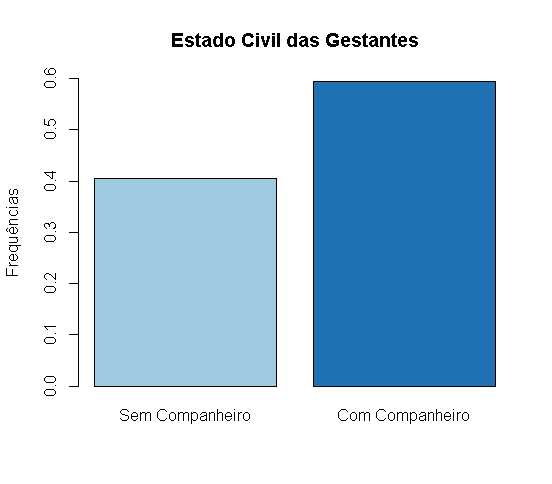 Estado Civil das Gestantes
Frequências
0.6
0.5
0.4
0.3
0.2
0.1
0.0
Sem Companheiro
Com Companheiro